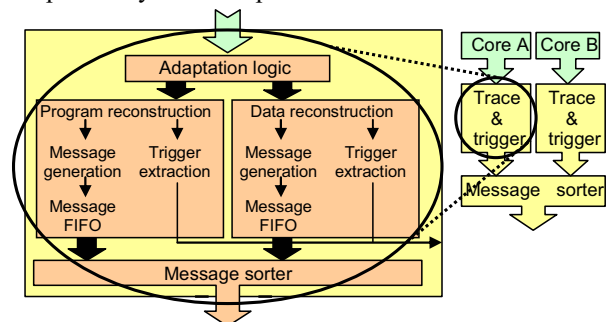 Adaptation logic
Program reconstruction
Message
generation
Message
FIFO
Trigger
extraction
Data reconstruction
Message
generation
Message
FIFO
Trigger
extraction
Message sorter
Core A
Core B
Trace
&
trigger
Trace
&
trigger
Message sorter